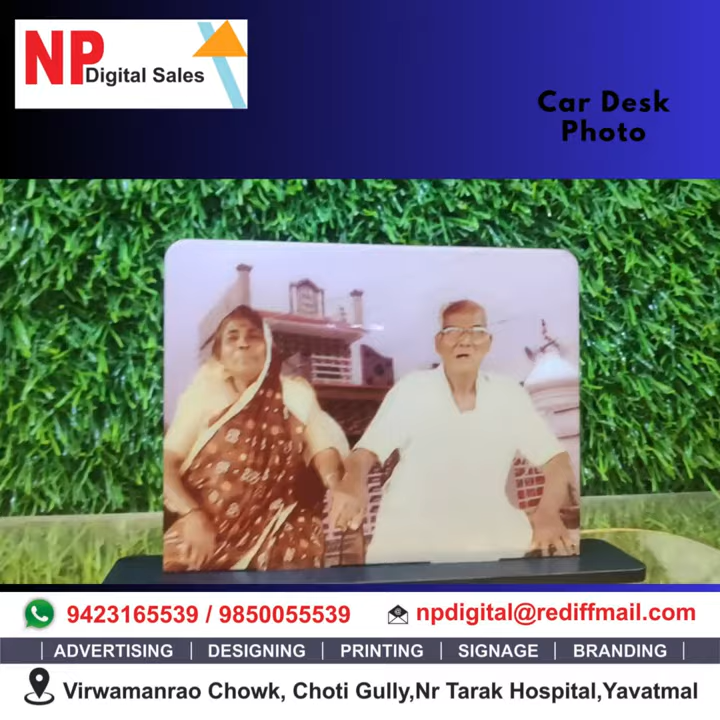 NP Digital Sales
Car Desk
Photo
9423165539 / 9850055539 npdigital@rediffmail.com
| ADVERTISING | DESIGNING | PRINTING | SIGNAGE | BRANDING |
Virwamanrao Chowk, Choti Gully,Nr Tarak Hospital,Yavatmal